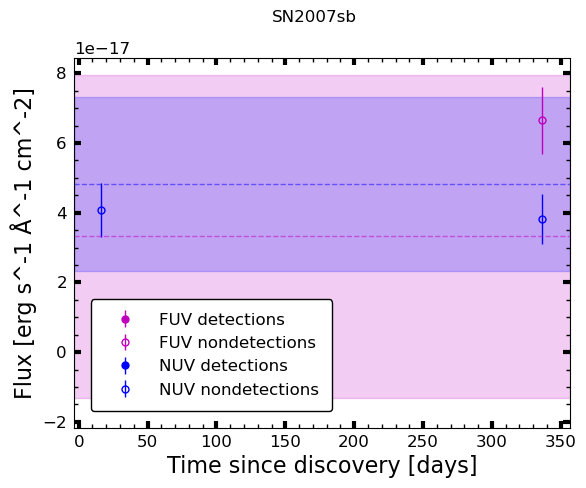 SN2007sb
1e−17
8
6
4
2
0
−2
Flux [erg s^-1 Å^-1 cm^-2]
FUV detections
FUV nondetections
NUV detections
NUV nondetections
0 50 100 150 200 250 300 350
Time since discovery [days]